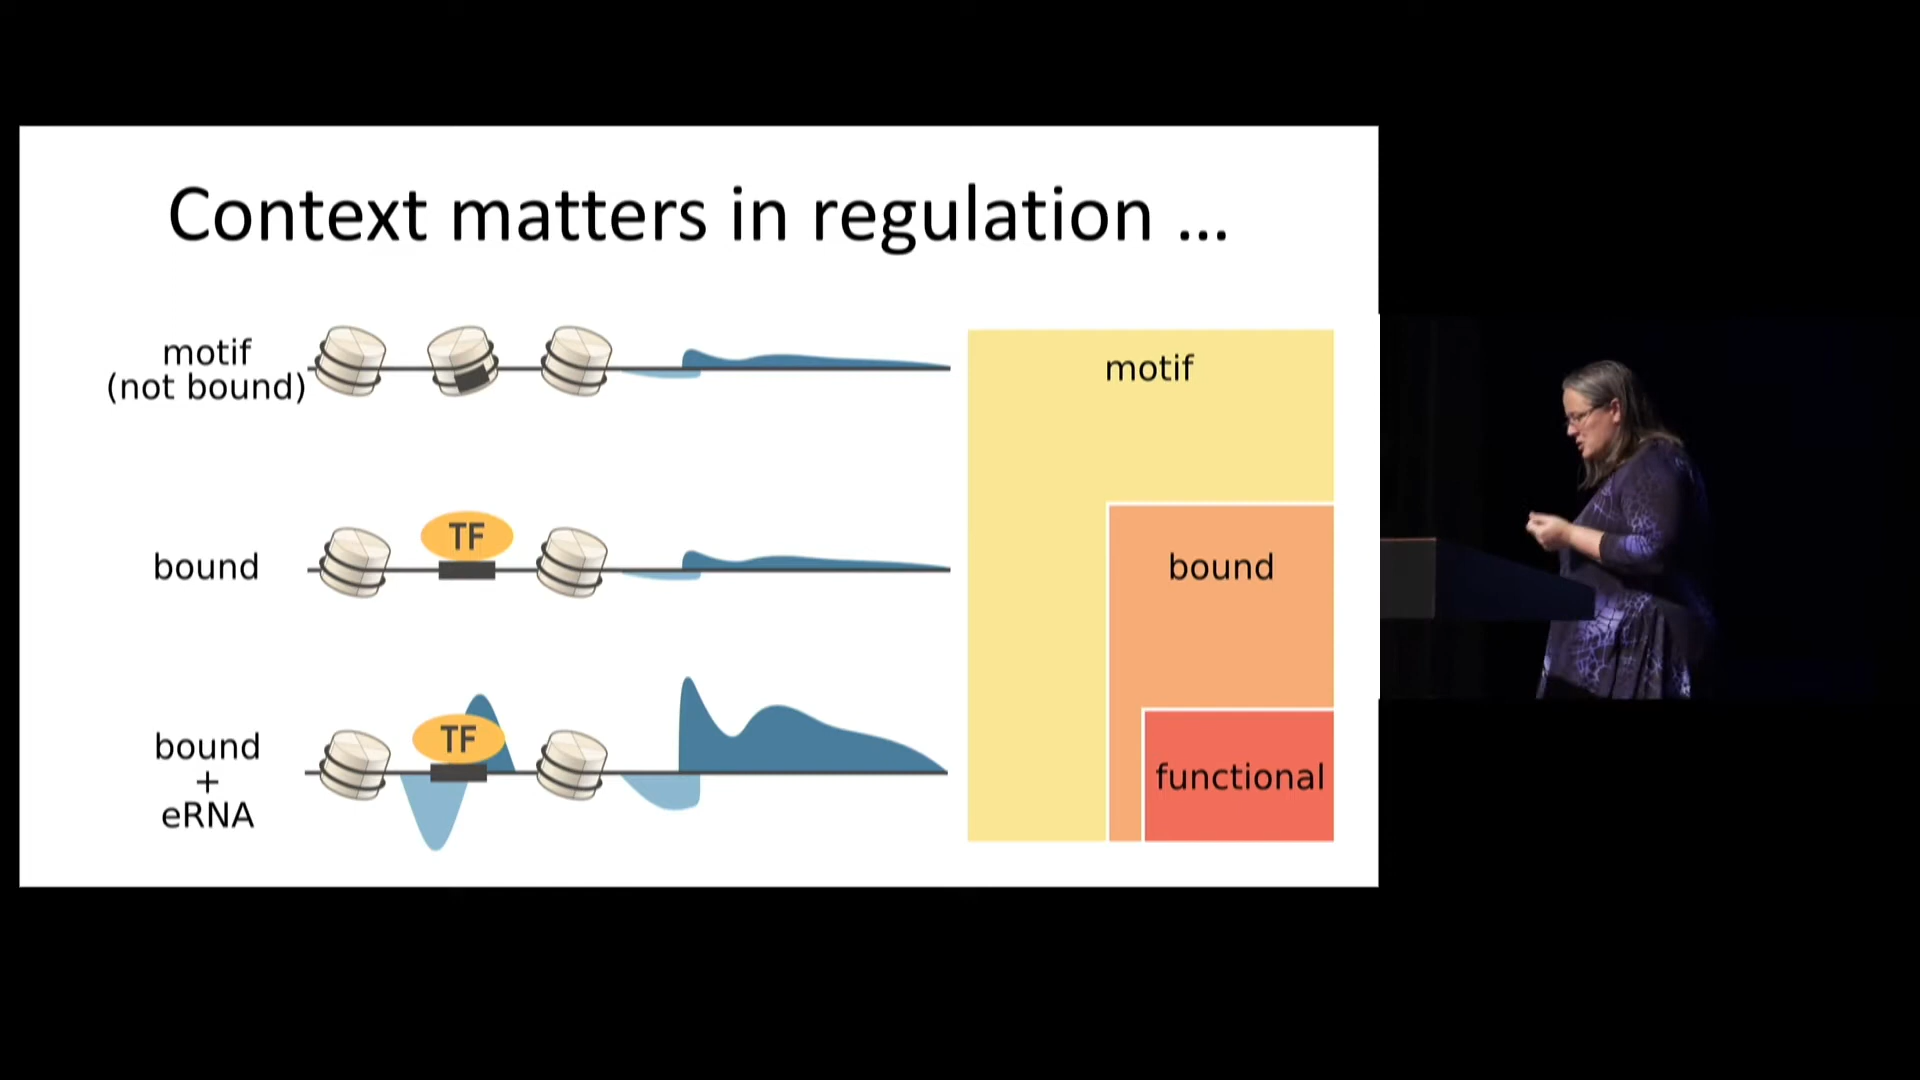 Context matters in regulation ...
motif
(not bound)
motif
TF
bound
bound
TF
bound
+
eRNA
functional